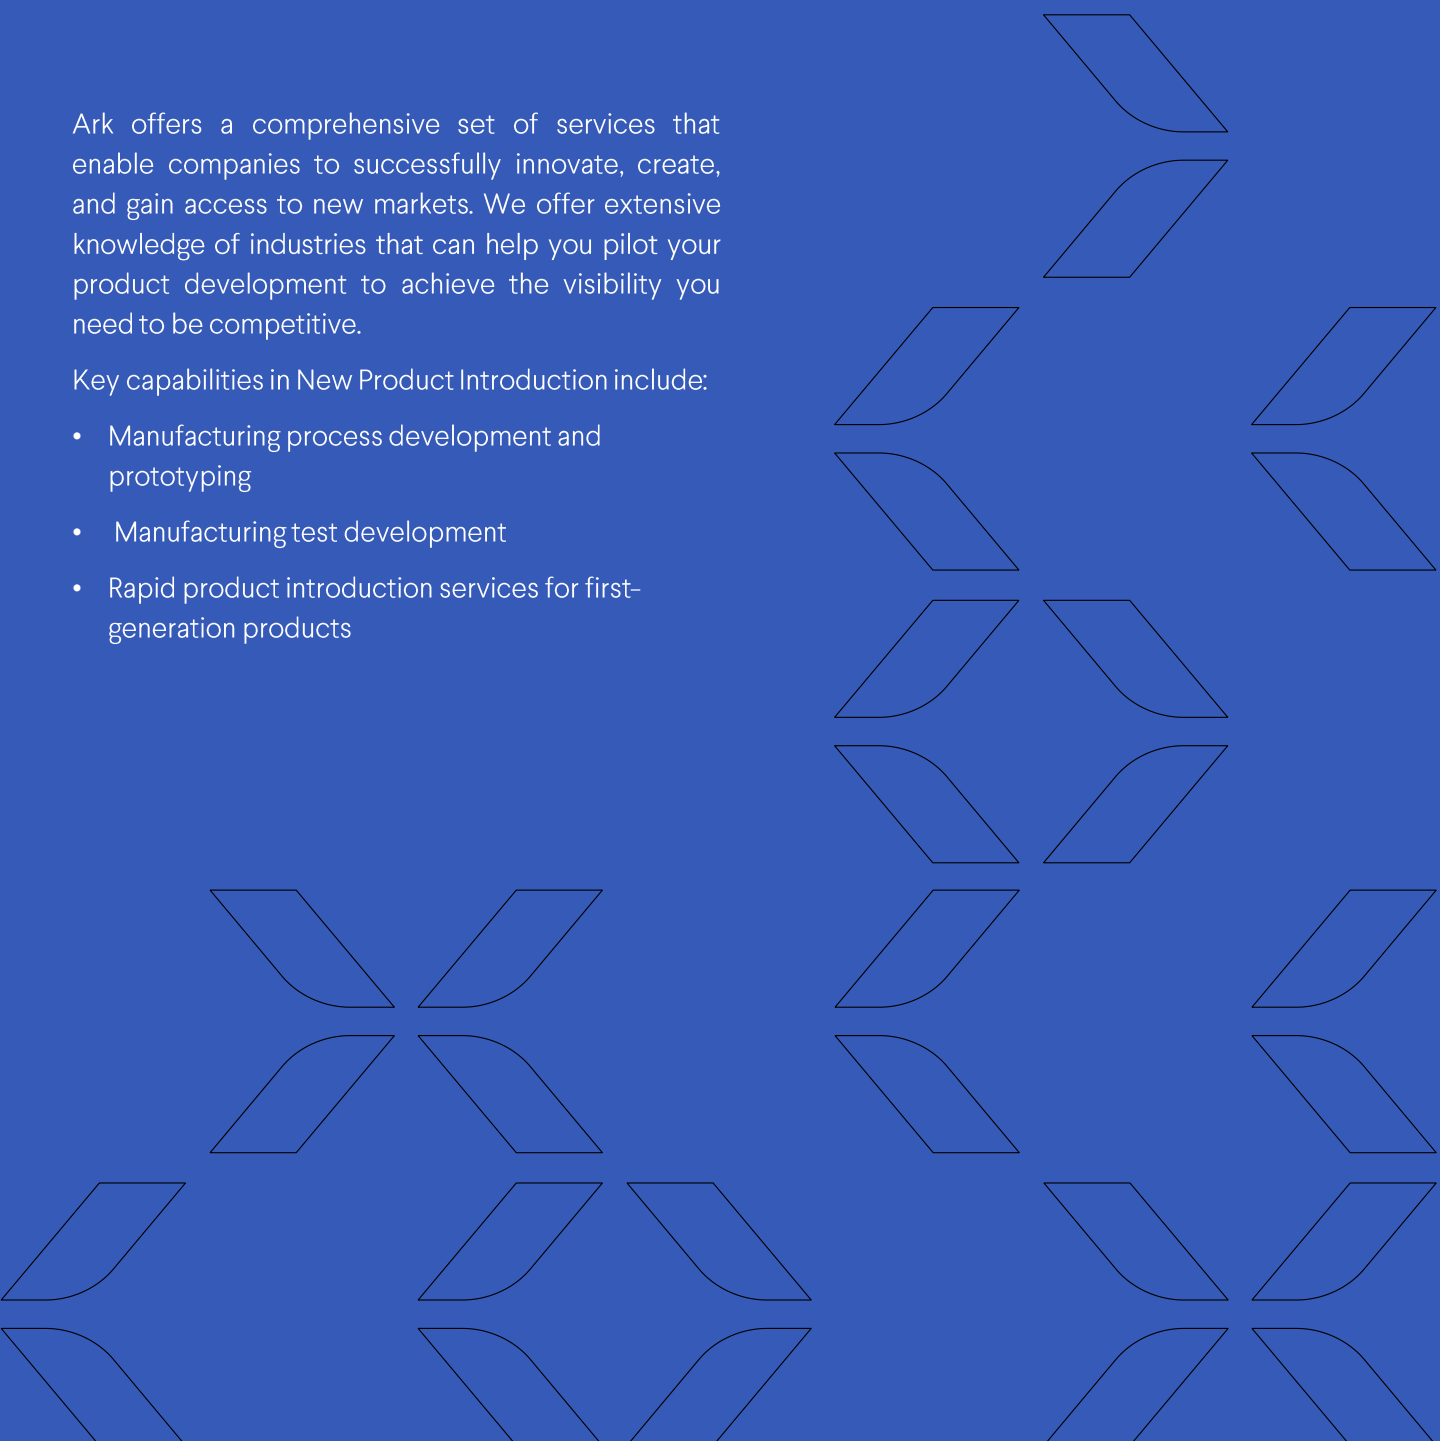 Ark offers a comprehensive set of services that
enable companies to successfully innovate, create,
and gain access to new markets. We offer extensive
knowledge of industries that can help you pilot your
product development to achieve the visibility you
need to be competitive.
Key capabilities in New Product Introduction include:
• Manufacturing process development and
prototyping
• Manufacturing test development
• Rapid product introduction services for first-
generation products